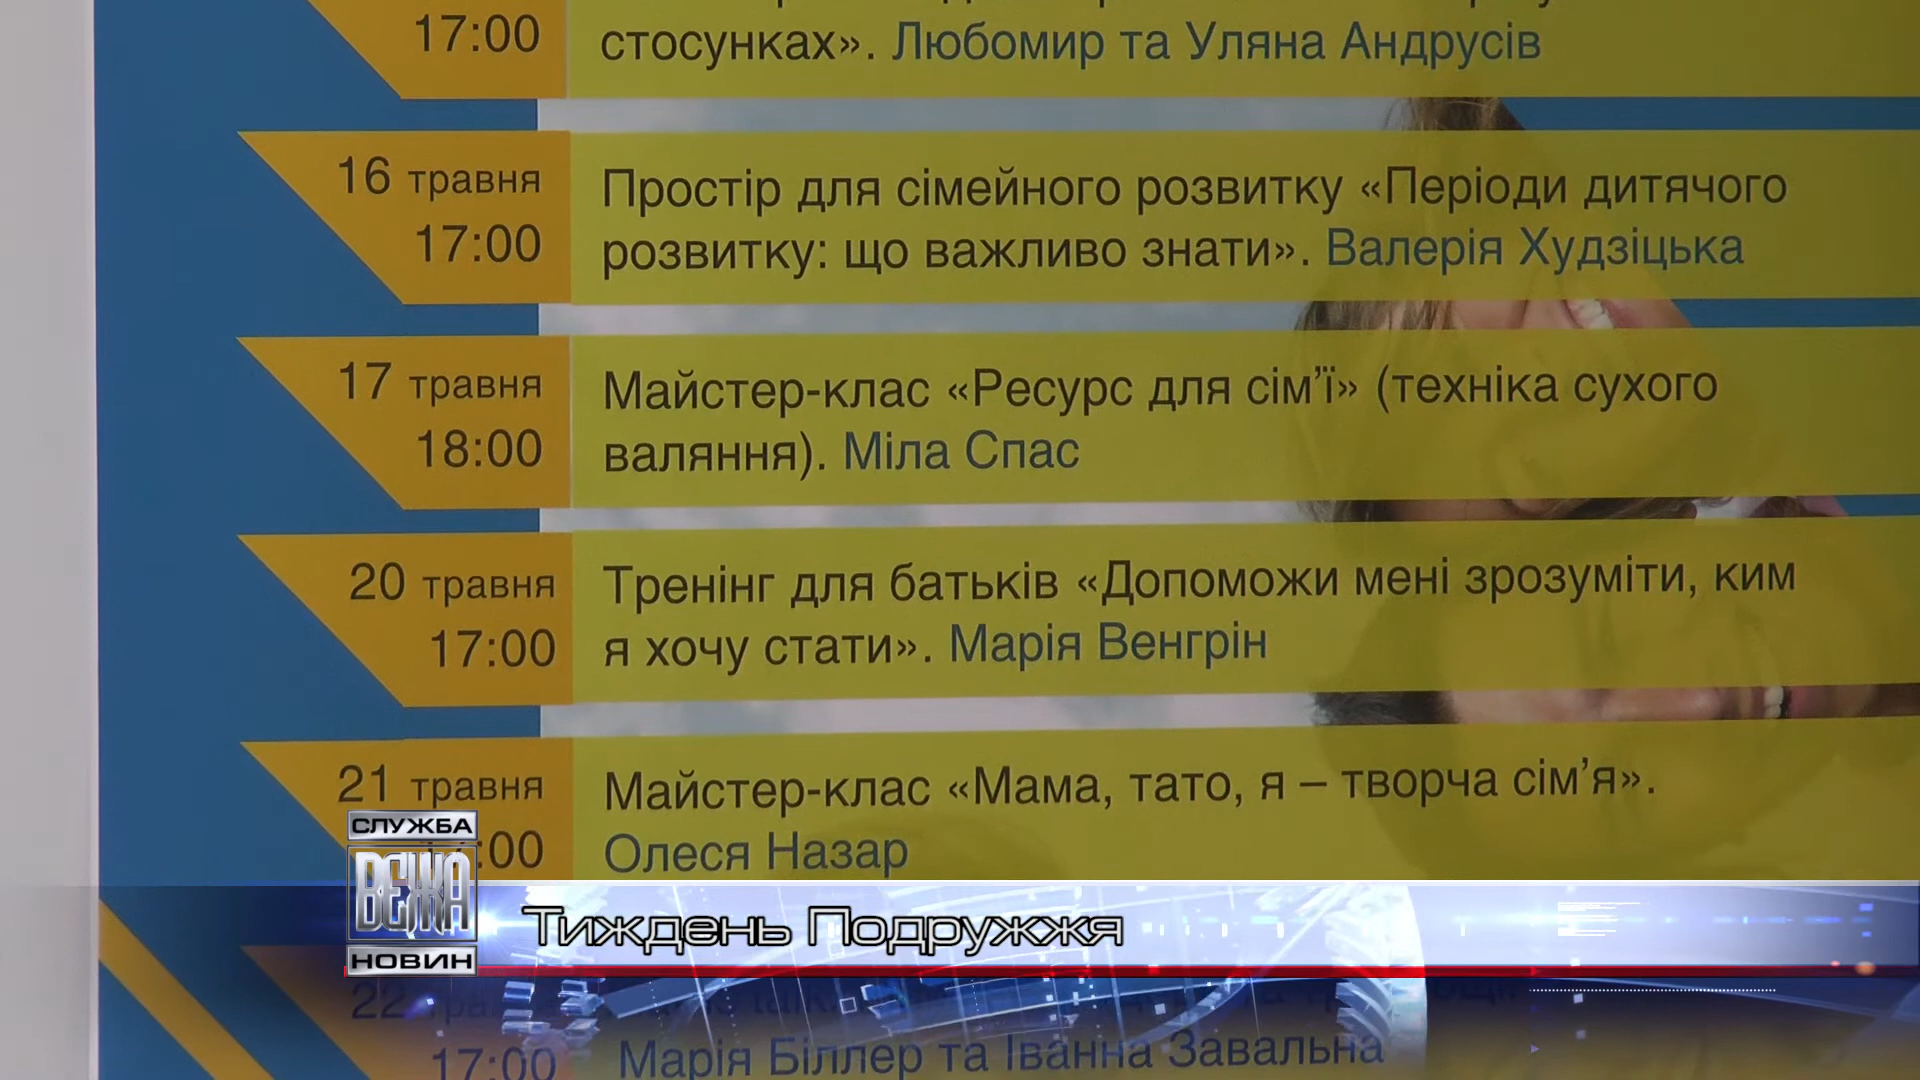 17:00
стосунках». Любомир та Уляна Андрусів
16 травня
17:00
Простір для сімейного розвитку «Періоди дитячого
розвитку: що важливо знати». Валерія Худзіцька
17 травня
18:00
Майстер-клас «Ресурс для сім’ї» (техніка сухого
валяння). Міла Спас
20 травня
17:00
Тренінг для батьків «Допоможи мені зрозуміти, ким
я хочу стати». Марія Венгрін
21 травня
:00
Майстер-клас «Мама, тато, я – творча сім’я».
Олеся Назар
СЛУЖБА
ВЕЖА
НОВИН
Тиждень Подружжя
22 травня
17:00
Марія Біллер та Іванна Завальна